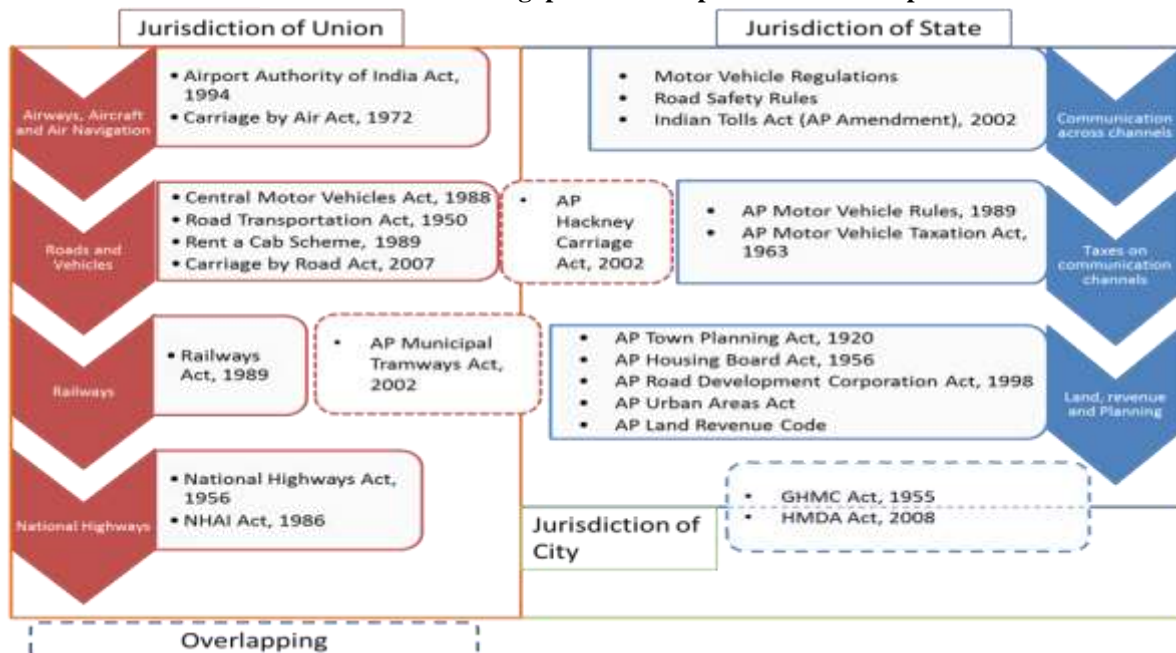 Jurisdiction of Union
Airways, Aircraft
and Air Navigation
• Airport Authority of India Act,
1994
• Carriage by Air Act, 1972
Roads and
Vehicles
• Central Motor Vehicles Act, 1988
• Road Transportation Act, 1950
• Rent a Cab Scheme, 1989
• Carriage by Road Act, 2007
• AP
Hackney
Carriage
Act, 2002
Railways
• Railways
Act, 1989
• AP Municipal
Tramways Act,
2002
National Highways
• National Highways Act,
1956
• NHAI Act, 1986
Jurisdiction of State
• Motor Vehicle Regulations
• Road Safety Rules
• Indian Tolls Act (AP Amendment), 2002
Communication
across channels
• AP Motor Vehicle Rules, 1989
• AP Motor Vehicle Taxation Act,
1963
Taxes on
communication
channels
• AP Town Planning Act, 1920
• AP Housing Board Act, 1956
• AP Road Development Corporation Act, 1998
• AP Urban Areas Act
• AP Land Revenue Code
Land, revenue
and Planning
• GHMC Act, 1955
• HMDA Act, 2008
Jurisdiction of
City
Overlapping